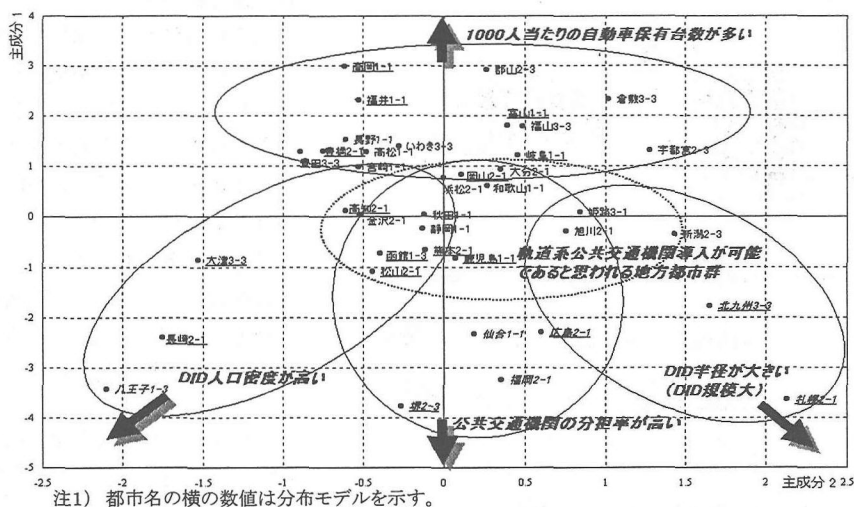 主成分1
4
3
2
1
0
-1
-2
-3
-4
-5
1000人当たりの自動車保有台数が多い
高岡1-1
郡山2-3
福井1-1
倉敷3-3
富山1-1
福山3-3
長野1-1
いわき3-3
宇都宮2-3
豊橋2-1
高松1-1
岐阜1-1
豊田3-3
宮崎1-1
岡山2-1
大分2-1
浜松2-1
和歌山1-1
高知2-1
秋田1-1
姫路3-1
金沢2-1
静岡1-1
旭川2-1
新潟2-3
熊本2-1
函館1-3
鹿児島1-1
大津3-3
松山2-1
軌道系公共交通機関導入が可能
であると思われる地方都市群
北九州3-3
長崎2-1
仙台1-1
広島2-1
DID人口密度が高い
福岡2-1
DID半径が大きい
(DID規模大)
八王子1-3
堺2-3
札幌2-1
公共交通機関の分担率が高い
-2.5
-2
-1.5
-1
-0.5
0
0.5
1
1.5
2
2.5
主成分2
注1) 都市名の横の数値は分布モデルを示す。